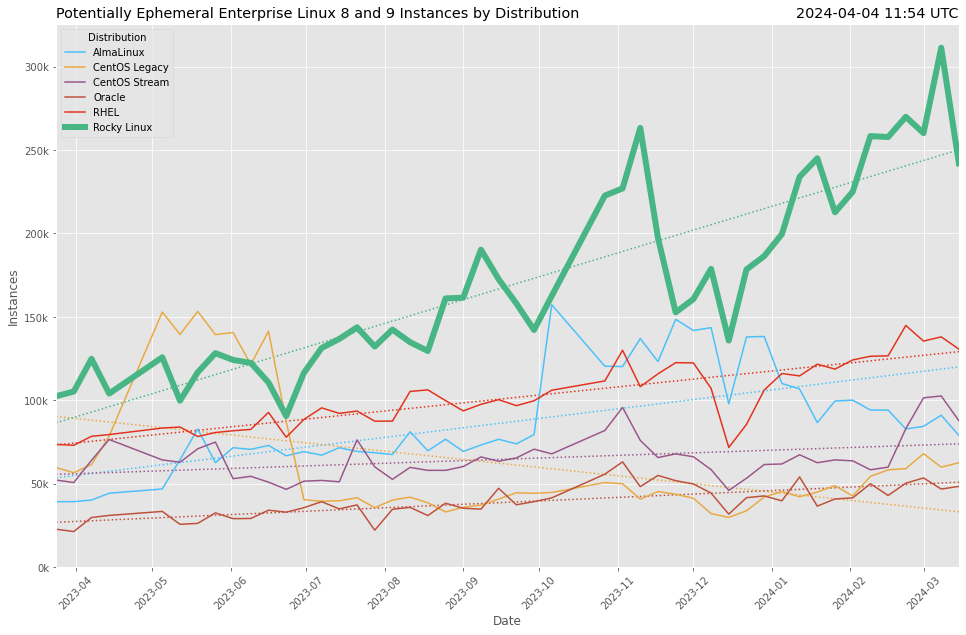 Potentially Ephemeral Enterprise Linux 8 and 9 Instances by Distribution
2024-04-04 11:54 UTC
Distribution
AlmaLinux
CentOS Legacy
CentOS Stream
Oracle
RHEL
Rocky Linux
300k
250k
200k
150k
100k
50k
0k
Instances
2023-04
2023-05
2023-06
2023-07
2023-08
2023-09
2023-10
2023-11
2023-12
2024-01
2024-02
2024-03
Date